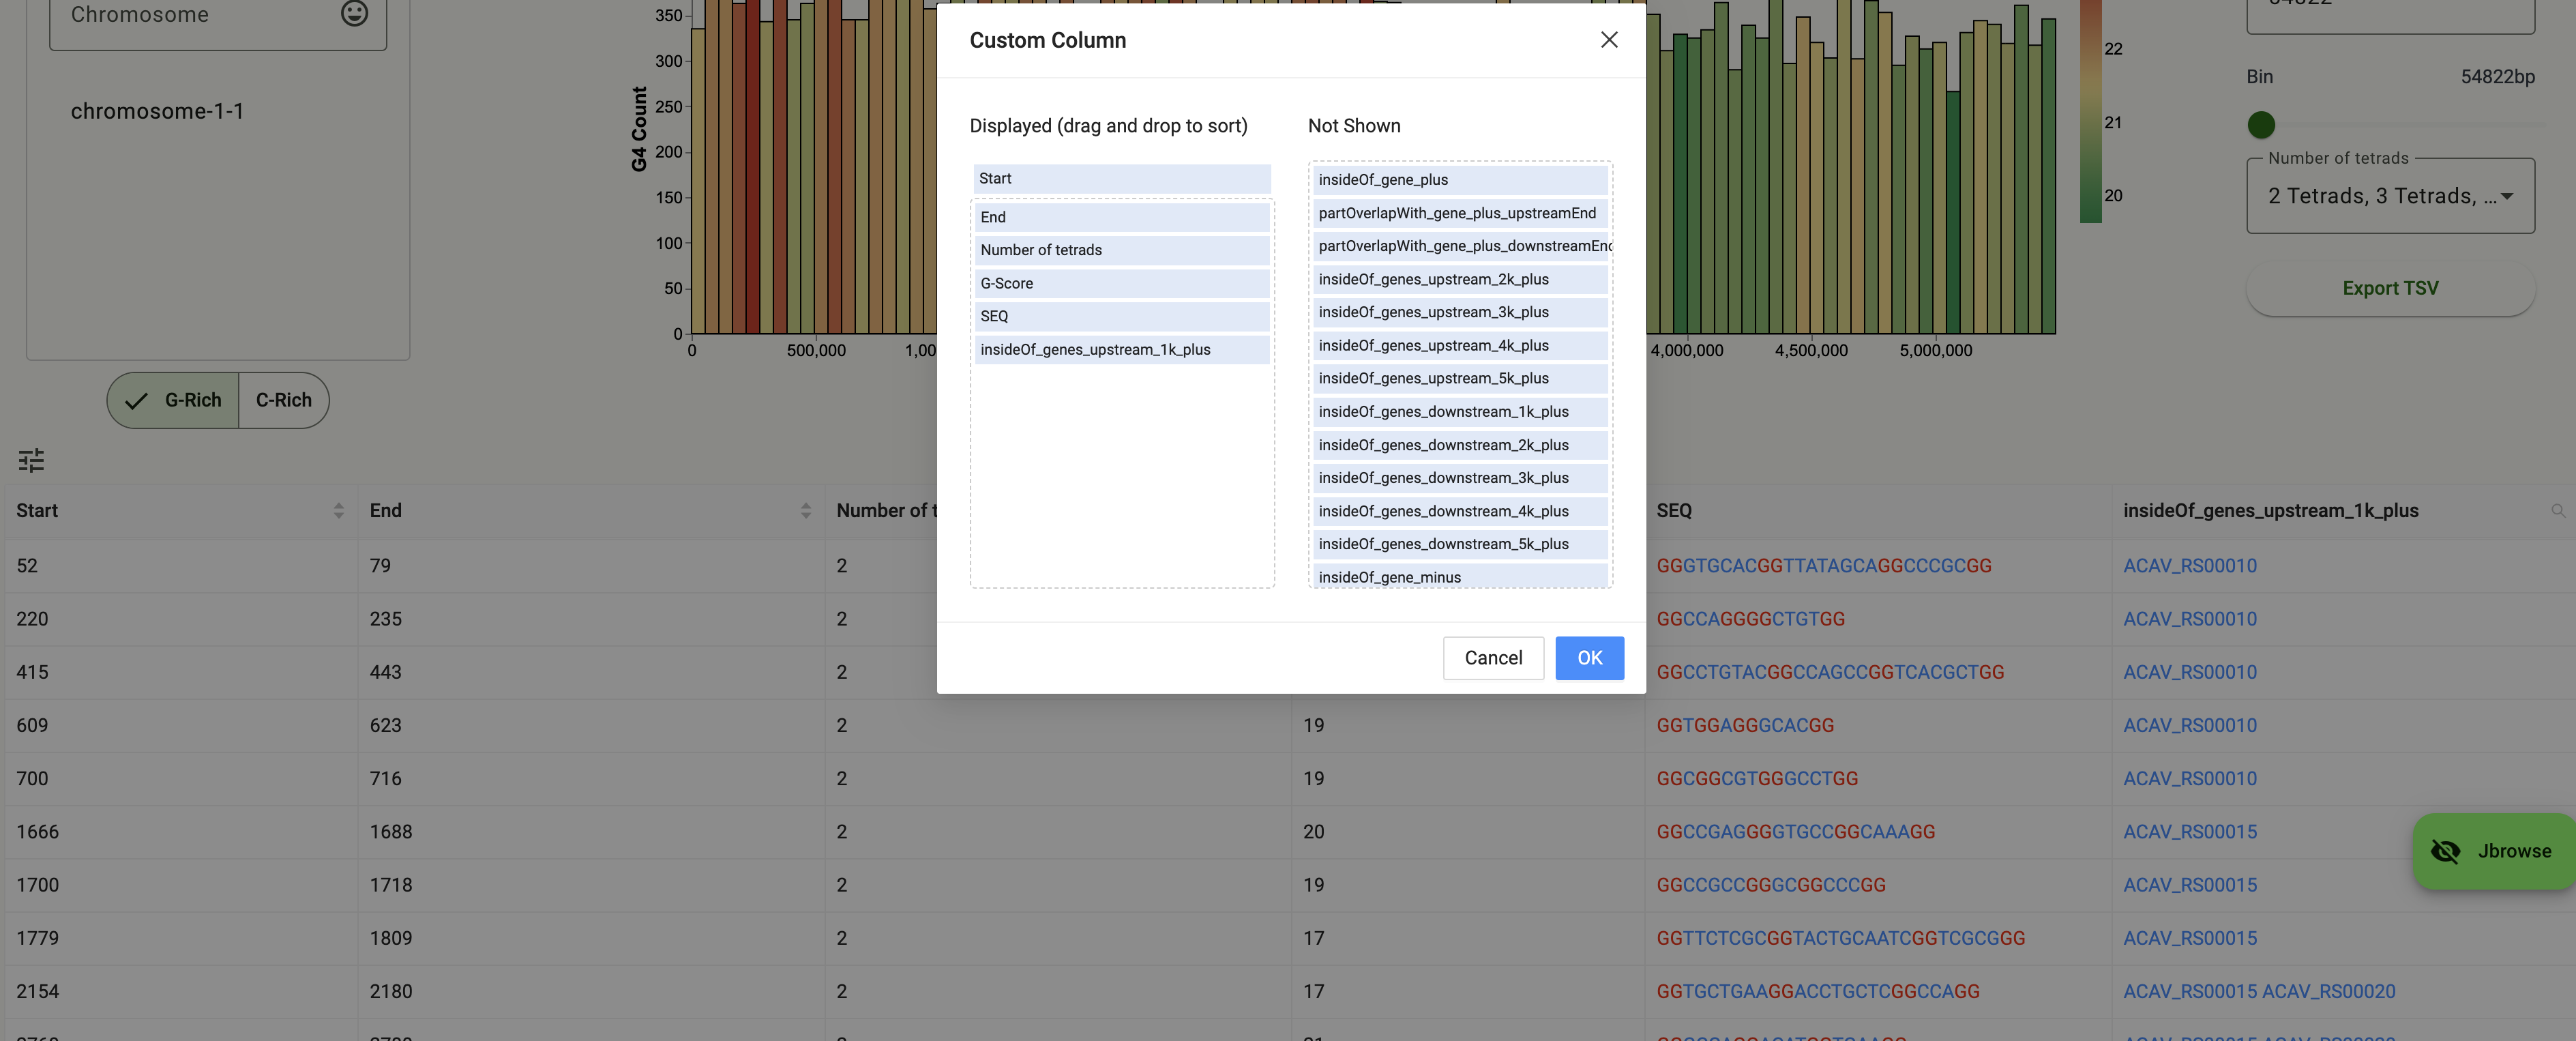 Chromosome
chromosome-1-1
G-Rich
C-Rich
G4 Count
350
300
250
200
150
100
50
0
0
500,000
4,000,000
4,500,000
5,000,000
22
21
20
Bin
54822bp
Number of tetrads
2 Tetrads, 3 Tetrads, ...
Export TSV
Custom Column
Displayed (drag and drop to sort)
Start
End
Number of tetrads
G-Score
SEQ
insideOf_genes_upstream_1k_plus
Not Shown
insideOf_gene_plus
partOverlapWith_gene_plus_upstreamEnd
partOverlapWith_gene_plus_downstreamEnd
insideOf_genes_upstream_2k_plus
insideOf_genes_upstream_3k_plus
insideOf_genes_upstream_4k_plus
insideOf_genes_upstream_5k_plus
insideOf_genes_downstream_1k_plus
insideOf_genes_downstream_2k_plus
insideOf_genes_downstream_3k_plus
insideOf_genes_downstream_4k_plus
insideOf_genes_downstream_5k_plus
insideOf_gene_minus
Cancel
OK
Start End Number of t SEQ insideOf_genes_upstream_1k_plus
52 79 2 GGGTGCACGGTTATAGCAGGCCCGCGG ACAV_RS00010
220 235 2 GGCCAGGGGCTGTGG ACAV_RS00010
415 443 2 GGCCTGTACGGCCAGCCGGTCACGCTGG ACAV_RS00010
609 623 2 19 GGTGGAGGGCACGG ACAV_RS00010
700 716 2 19 GGCGGCGTGGGCCTGG ACAV_RS00010
1666 1688 2 20 GGCCGAGGGGTGCCGGCAAAGG ACAV_RS00015
1700 1718 2 19 GGCCGCCGGGCGGCCCGG ACAV_RS00015
1779 1809 2 17 GGTTCTCGCGGTACTGCAATCGGTCGCGGG ACAV_RS00015
2154 2180 2 17 GGTGCTGAAGGACCTGCTCGGCCAGG ACAV_RS00015 ACAV_RS00020
Jbrowse